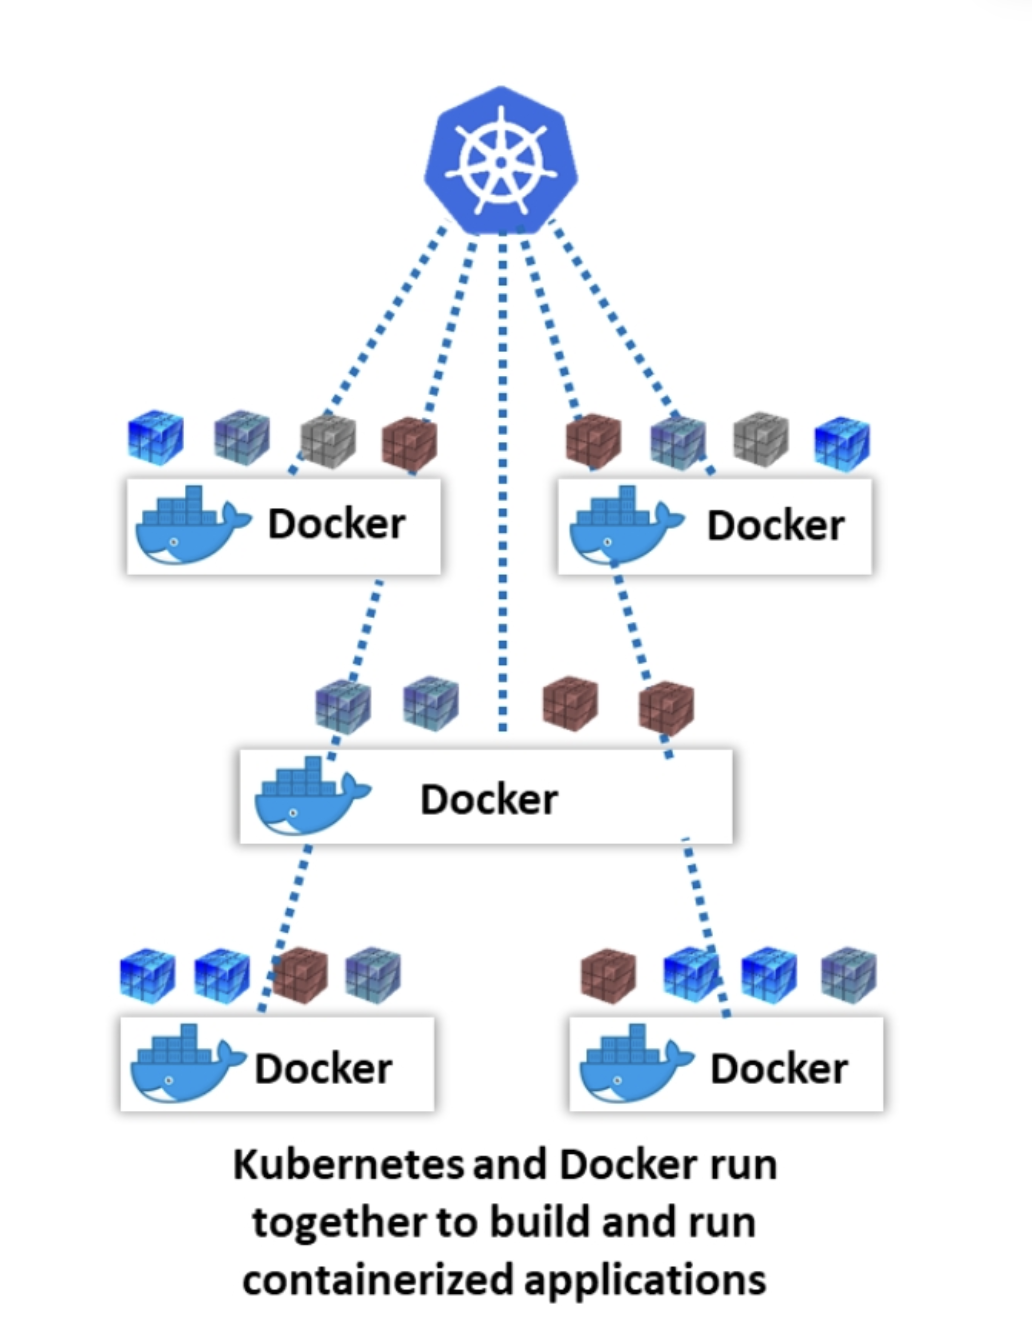 Docker
Docker
Docker
Docker
Docker
Kubernetes and Docker run
together to build and run
containerized applications